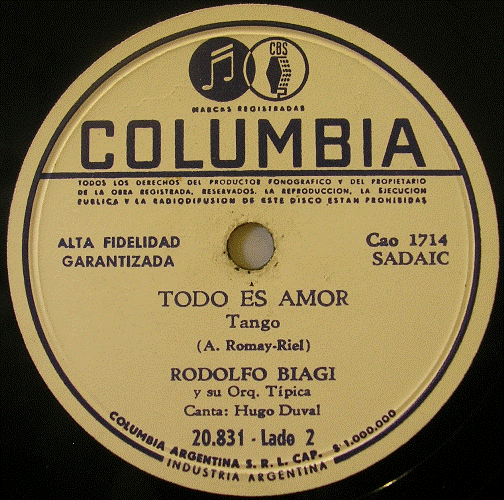 CBS
MARCAS REGISTRADAS
COLUMBIA
TODOS LOS DERECHOS DEL PRODUCTOR FONOGRAFICO Y DEL PROPIETARIO
DE LA OBRA REGISTRADA, RESERVADOS. LA REPRODUCCION, LA EJECUCION
PUBLICA Y LA RADIODIFUSION DE ESTE DISCO ESTAN PROHIBIDAS
ALTA FIDELIDAD
GARANTIZADA
Cao 1714
SADAIC
TODO ES AMOR
Tango
(A. Romay-Riel)
RODOLFO BIAGI
y su Orq. Típica
Canta: Hugo Duval
20.831 - Lado 2
COLUMBIA ARGENTINA S. R. L. CAP. $ 1.000.000
INDUSTRIA ARGENTINA